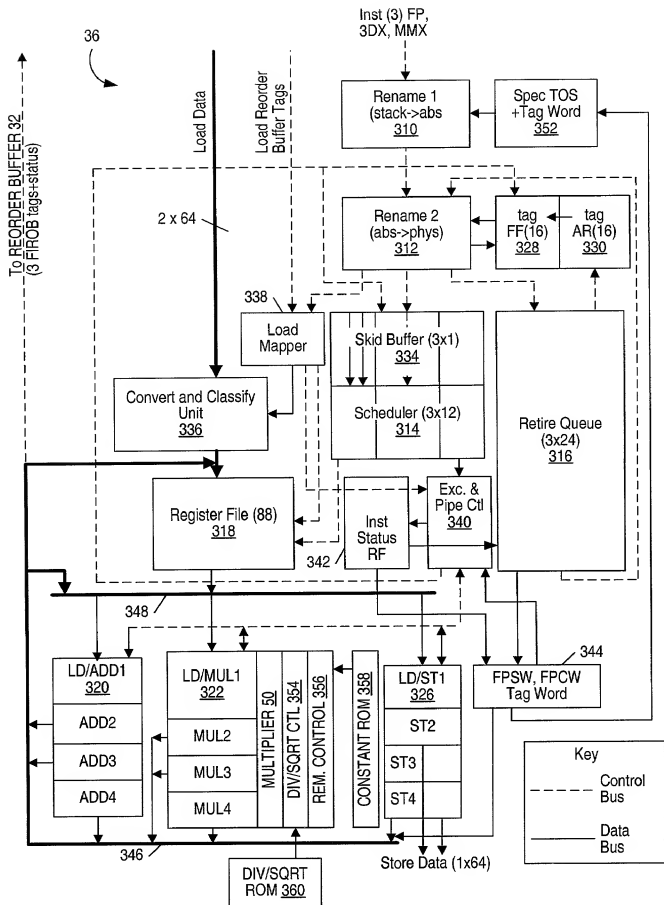 36
Inst (3) FP,
3DX, MMX
To REORDER BUFFER 32
(3 FIROB tags+status)
Load Data
Load Reorder
Buffer Tags
Rename 1
(stack->abs
310
Spec TOS
+Tag Word
352
2 x 64
Rename 2
(abs->phys)
312
tag
FF(16)
328
tag
AR(16)
330
338
Load
Mapper
Skid Buffer (3x1)
334
Convert and Classify
Unit
336
Scheduler (3x12)
314
Retire Queue
(3x24)
316
Register File (88)
318
342
Inst
Status
RF
Exc. &
Pipe Ctl
340
348
344
LD/ADD1
320
ADD2
ADD3
ADD4
LD/MUL1
322
MUL2
MUL3
MUL4
MULTIPLIER 50
DIV/SQRT CTL 354
REM. CONTROL 356
CONSTANT ROM 358
LD/ST1
326
ST2
ST3
ST4
FPSW, FPCW
Tag Word
Key
Control
Bus
Data
Bus
346
Store Data (1x64)
DIV/SQRT
ROM 360